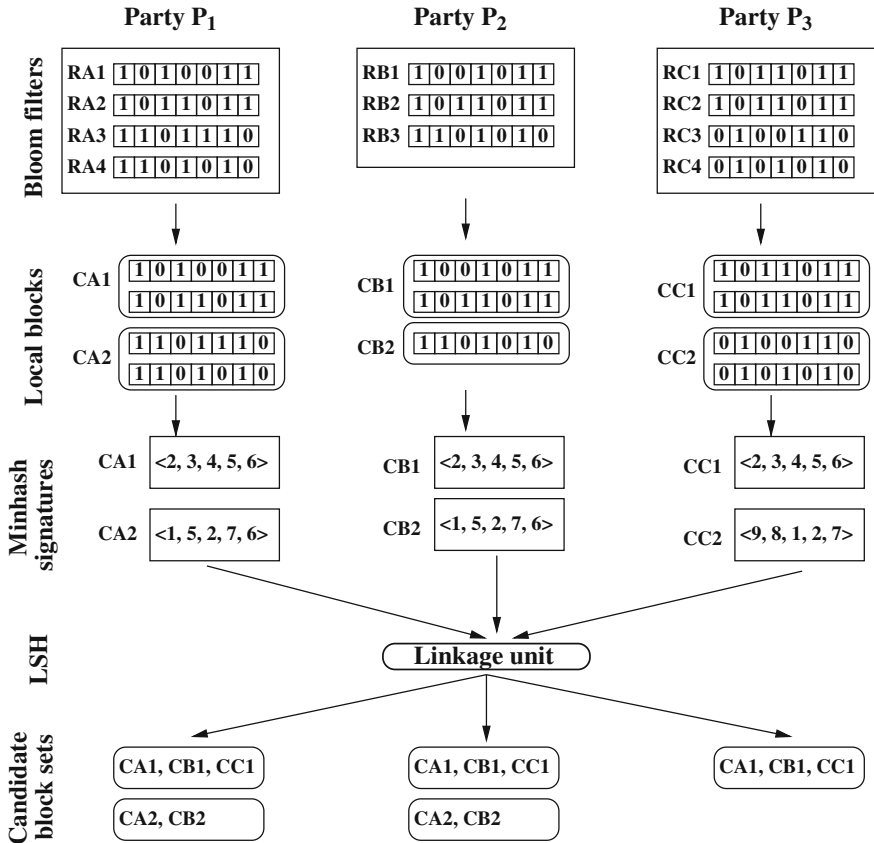 Party P1 Party P2 Party P3
Bloom filters
RA1 1 0 1 0 0 1 1
RA2 1 0 1 1 0 1 1
RA3 1 1 0 1 1 1 0
RA4 1 1 0 1 0 1 0
RB1 1 0 0 1 0 1 1
RB2 1 0 1 1 0 1 1
RB3 1 1 0 1 0 1 0
RC1 1 0 1 1 0 1 1
RC2 1 0 1 1 0 1 1
RC3 0 1 0 0 1 1 0
RC4 0 1 0 1 0 1 0
Local blocks
CA1
1 0 1 0 0 1 1
1 0 1 1 0 1 1
CA2
1 1 0 1 1 1 0
1 1 0 1 0 1 0
CB1
1 0 0 1 0 1 1
1 0 1 1 0 1 1
CB2 1 1 0 1 0 1 0
CC1
1 0 1 1 0 1 1
1 0 1 1 0 1 1
CC2
0 1 0 0 1 1 0
0 1 0 1 0 1 0
Minhash
signatures
CA1 <2, 3, 4, 5, 6>
CA2 <1, 5, 2, 7, 6>
CB1 <2, 3, 4, 5, 6>
CB2 <1, 5, 2, 7, 6>
CC1 <2, 3, 4, 5, 6>
CC2 <9, 8, 1, 2, 7>
LSH
Linkage unit
Candidate
block sets
CA1, CB1, CC1
CA2, CB2
CA1, CB1, CC1
CA2, CB2
CA1, CB1, CC1